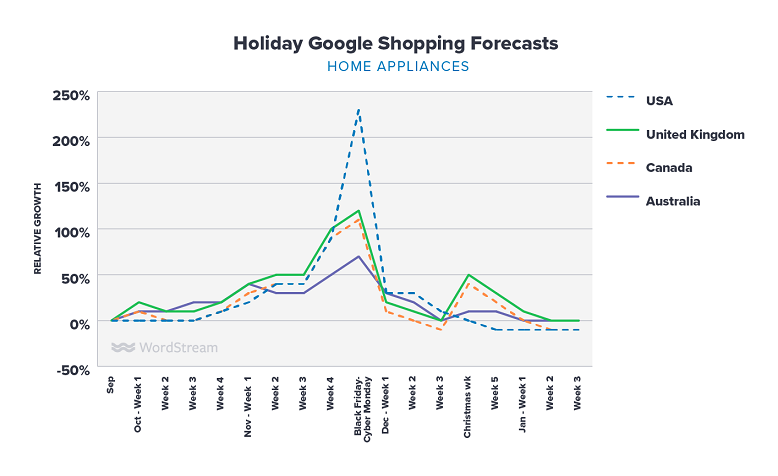 Holiday Google Shopping Forecasts
HOME APPLIANCES
250%
200%
150%
100%
50%
0%
-50%
RELATIVE GROWTH
USA
United Kingdom
Canada
Australia
WordStream
Sep
Oct - Week 1
Week 2
Week 3
Week 4
Nov - Week 1
Week 2
Week 3
Week 4
Black Friday-
Cyber Monday
Dec - Week 1
Week 2
Week 3
Christmas wk
Week 5
Jan - Week 1
Week 2
Week 3